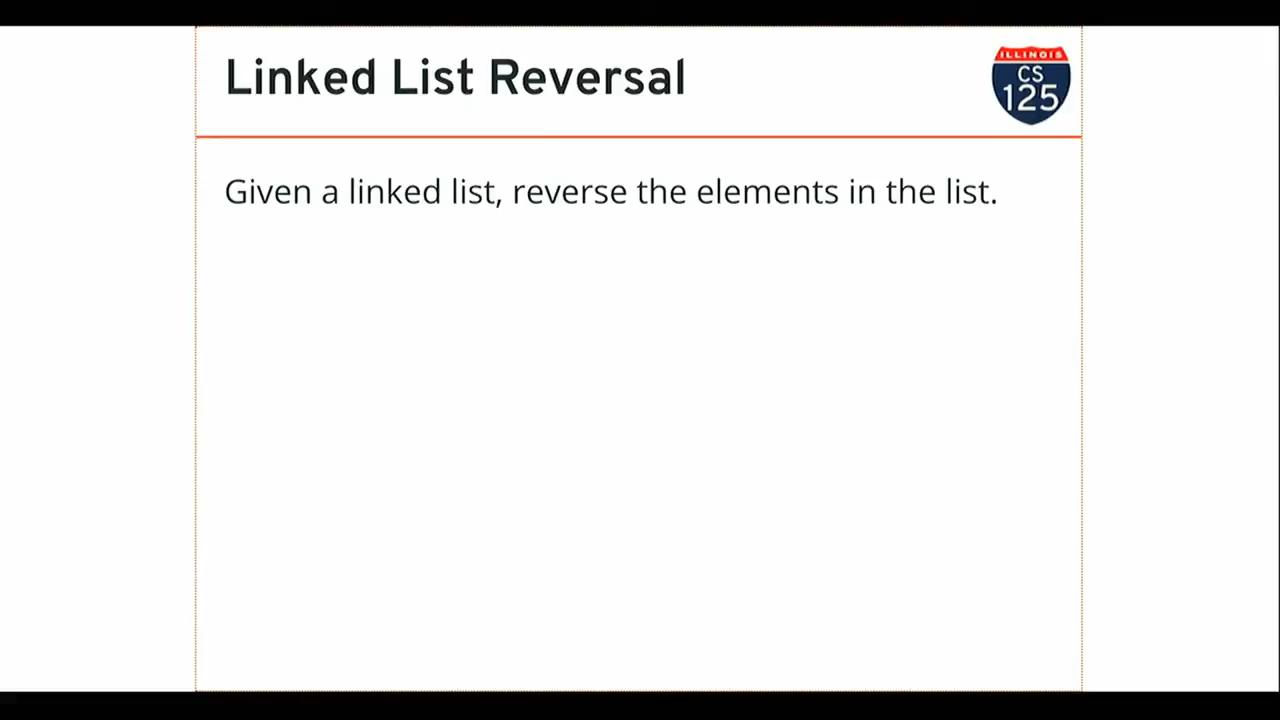 Linked List Reversal
ILLINOIS
CS
125
Given a linked list, reverse the elements in the list.